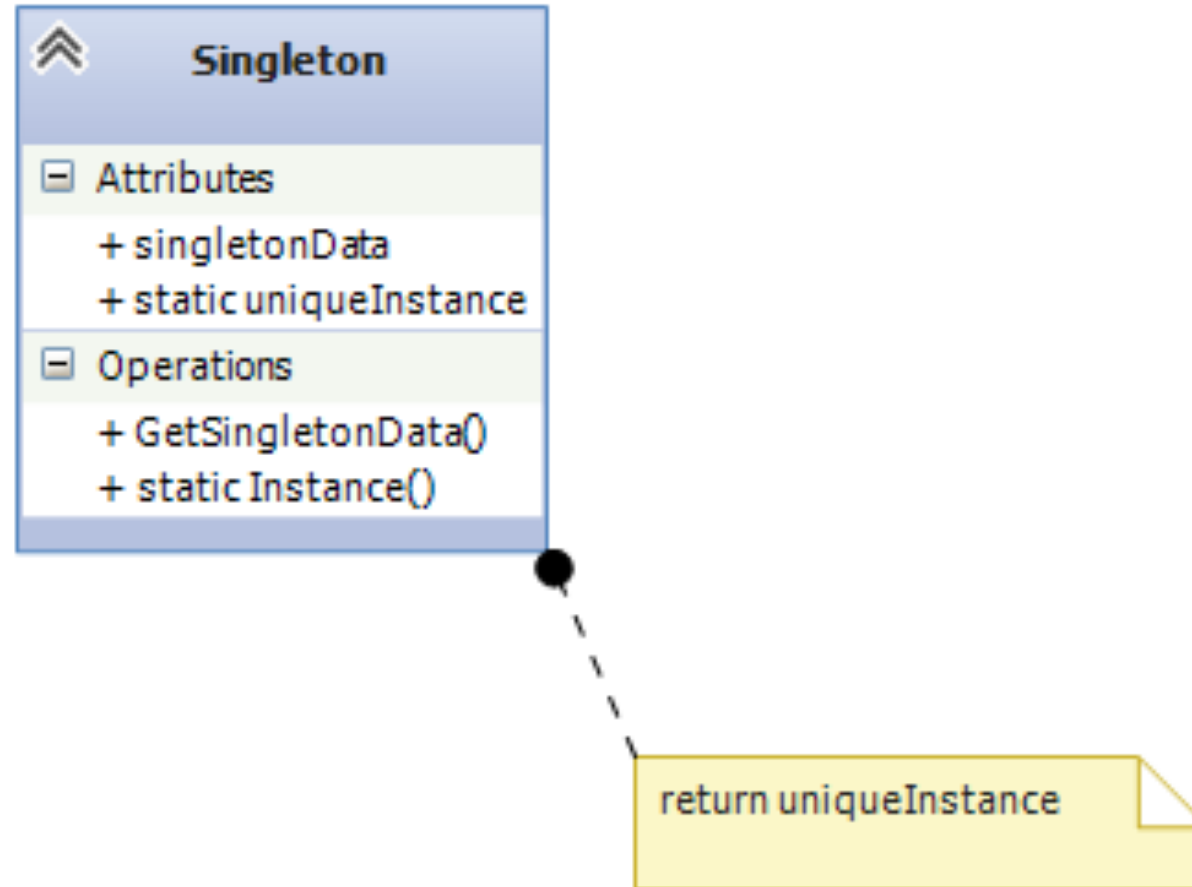 Singleton
Attributes
+ singletonData
+ static uniqueInstance
Operations
+ GetSingletonData()
+ static Instance()
return uniqueInstance